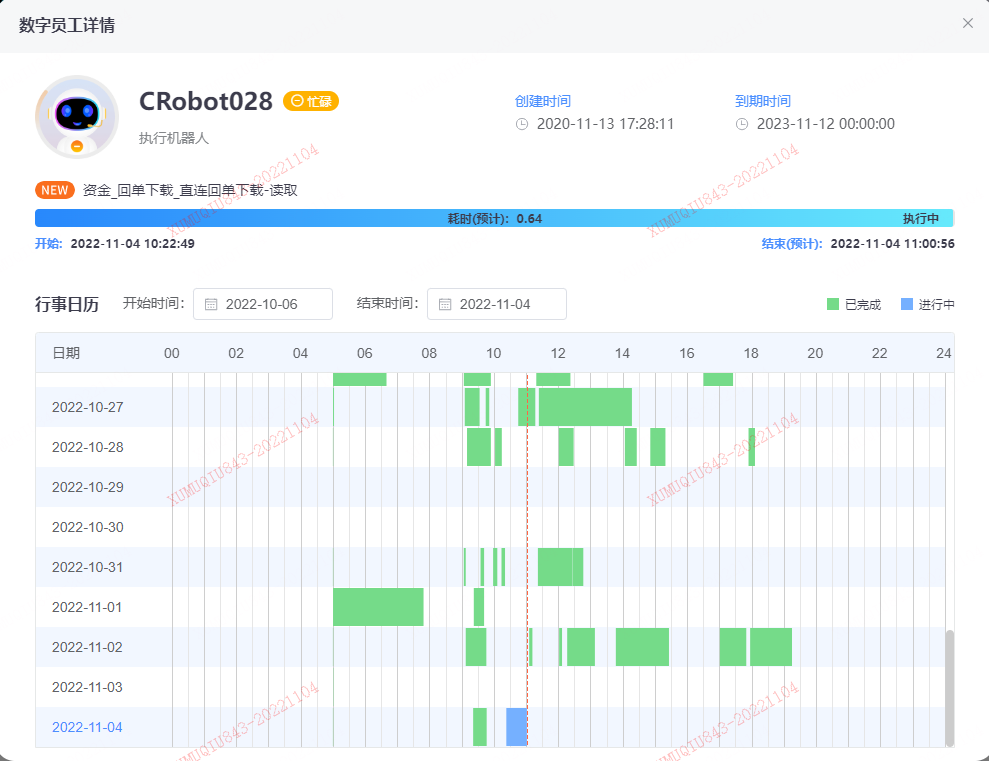 数字员工详情
CRobot028 忙碌
执行机器人
创建时间
2020-11-13 17:28:11
到期时间
2023-11-12 00:00:00
NEW 资金_回单下载_直连回单下载-读取
耗时(预计): 0.64 执行中
开始: 2022-11-04 10:22:49 结束(预计): 2022-11-04 11:00:56
行事日历 开始时间: 2022-10-06 结束时间: 2022-11-04 已完成 进行中
日期 00 02 04 06 08 10 12 14 16 18 20 22 24
2022-10-27
2022-10-28
2022-10-29
2022-10-30
2022-10-31
2022-11-01
2022-11-02
2022-11-03
2022-11-04
XUMUQIU843-20221104
XUMUQIU843-20221104
XUMUQIU843-20221104
XUMUQIU843-20221104
XUMUQIU843-20221104
XUMUQIU843-20221104